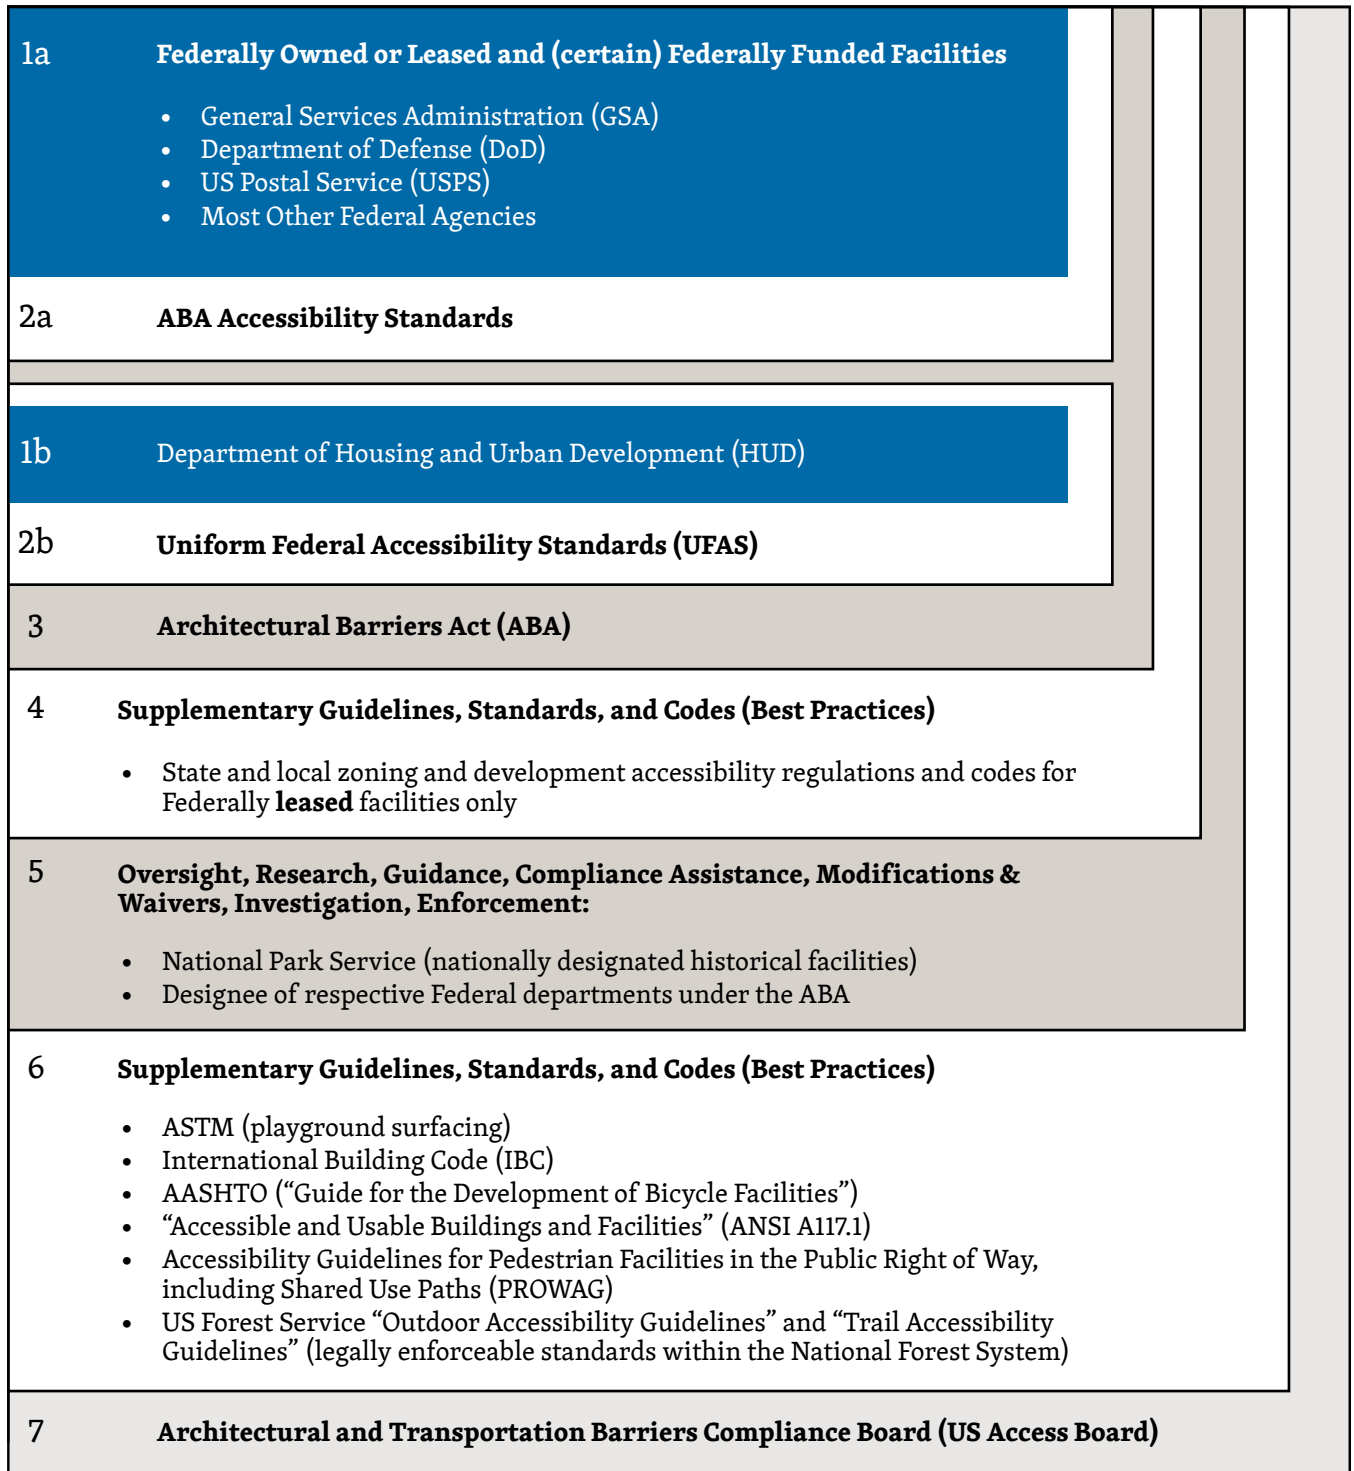 1a Federally Owned or Leased and (certain) Federally Funded Facilities
• General Services Administration (GSA)
• Department of Defense (DoD)
• US Postal Service (USPS)
• Most Other Federal Agencies
2a ABA Accessibility Standards
1b Department of Housing and Urban Development (HUD)
2b Uniform Federal Accessibility Standards (UFAS)
3 Architectural Barriers Act (ABA)
4 Supplementary Guidelines, Standards, and Codes (Best Practices)
• State and local zoning and development accessibility regulations and codes for
Federally leased facilities only
5 Oversight, Research, Guidance, Compliance Assistance, Modifications &
Waivers, Investigation, Enforcement:
• National Park Service (nationally designated historical facilities)
• Designee of respective Federal departments under the ABA
6 Supplementary Guidelines, Standards, and Codes (Best Practices)
• ASTM (playground surfacing)
• International Building Code (IBC)
• AASHTO (“Guide for the Development of Bicycle Facilities”)
• “Accessible and Usable Buildings and Facilities” (ANSI A117.1)
• Accessibility Guidelines for Pedestrian Facilities in the Public Right of Way,
including Shared Use Paths (PROWAG)
• US Forest Service “Outdoor Accessibility Guidelines” and “Trail Accessibility
Guidelines” (legally enforceable standards within the National Forest System)
7 Architectural and Transportation Barriers Compliance Board (US Access Board)